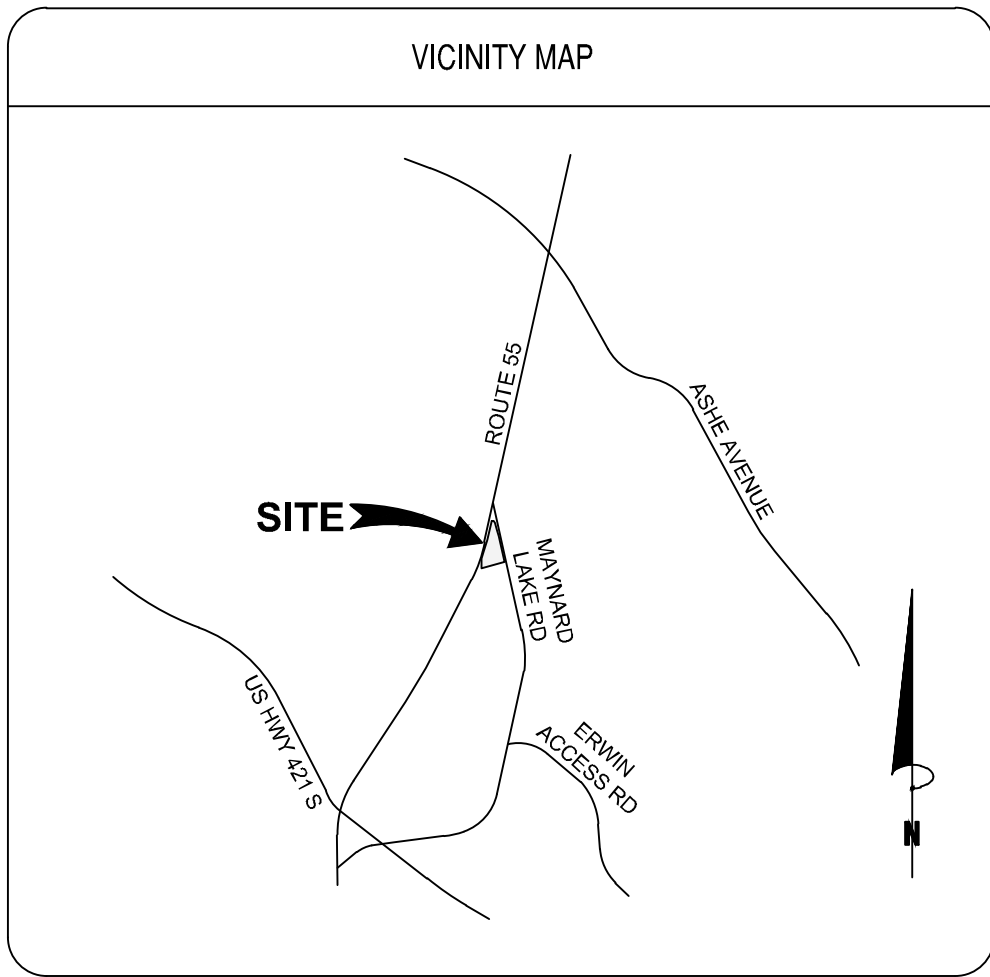 VICINITY MAP
ROUTE 55
ASHE AVENUE
SITE
MAYNARD
LAKE RD
US HWY 421 S
ERWIN
ACCESS RD
N